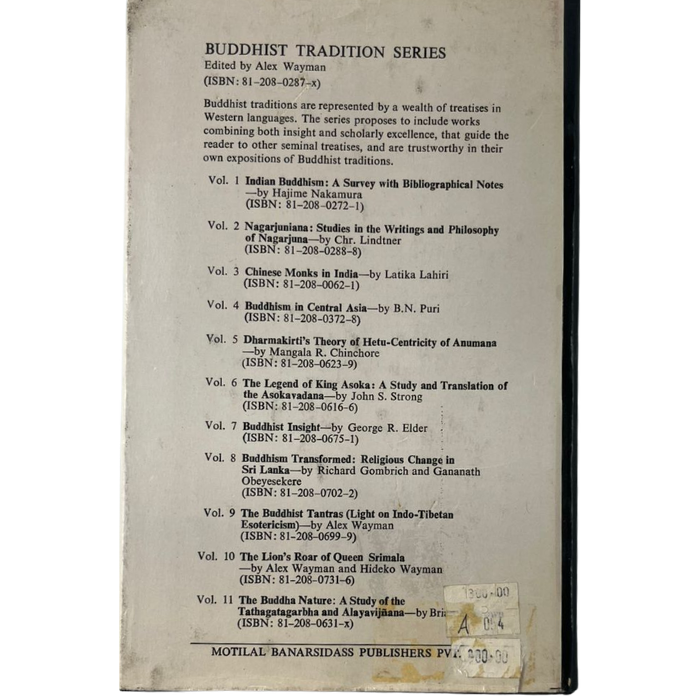 BUDDHIST TRADITION SERIES
Edited by Alex Wayman
(ISBN: 81-208-0287-x)
Buddhist traditions are represented by a wealth of treatises in
Western languages. The series proposes to include works
combining both insight and scholarly excellence, that guide the
reader to other seminal treatises, and are trustworthy in their
own expositions of Buddhist traditions.
Vol. 1 Indian Buddhism: A Survey with Bibliographical Notes
—by Hajime Nakamura
(ISBN: 81-208-0272-1)
Vol. 2 Nagarjuniana: Studies in the Writings and Philosophy
of Nagarjuna—by Chr. Lindtner
(ISBN: 81-208-0288-8)
Vol. 3 Chinese Monks in India—by Latika Lahiri
(ISBN: 81-208-0062-1)
Vol. 4 Buddhism in Central Asia—by B.N. Puri
(ISBN: 81-208-0372-8)
Vol. 5 Dharmakirti's Theory of Hetu-Centricity of Anumana
—by Mangala R. Chinchore
(ISBN: 81-208-0623-9)
Vol. 6 The Legend of King Asoka: A Study and Translation of
the Asokavadana—by John S. Strong
(ISBN: 81-208-0616-6)
Vol. 7 Buddhist Insight—by George R. Elder
(ISBN: 81-208-0675-1)
Vol. 8 Buddhism Transformed: Religious Change in
Sri Lanka—by Richard Gombrich and Gananath
Obeyesekere
(ISBN: 81-208-0702-2)
Vol. 9 The Buddhist Tantras (Light on Indo-Tibetan
Esotericism)—by Alex Wayman
(ISBN: 81-208-0699-9)
Vol. 10 The Lion's Roar of Queen Srimala
—by Alex Wayman and Hideko Wayman
(ISBN: 81-208-0731-6)
Vol. 11 The Buddha Nature: A Study of the
Tathagatagarbha and Alayavijñana—by
(ISBN: 81-208-0631-x)
A
MOTILAL BANARSIDASS PUBLISHERS